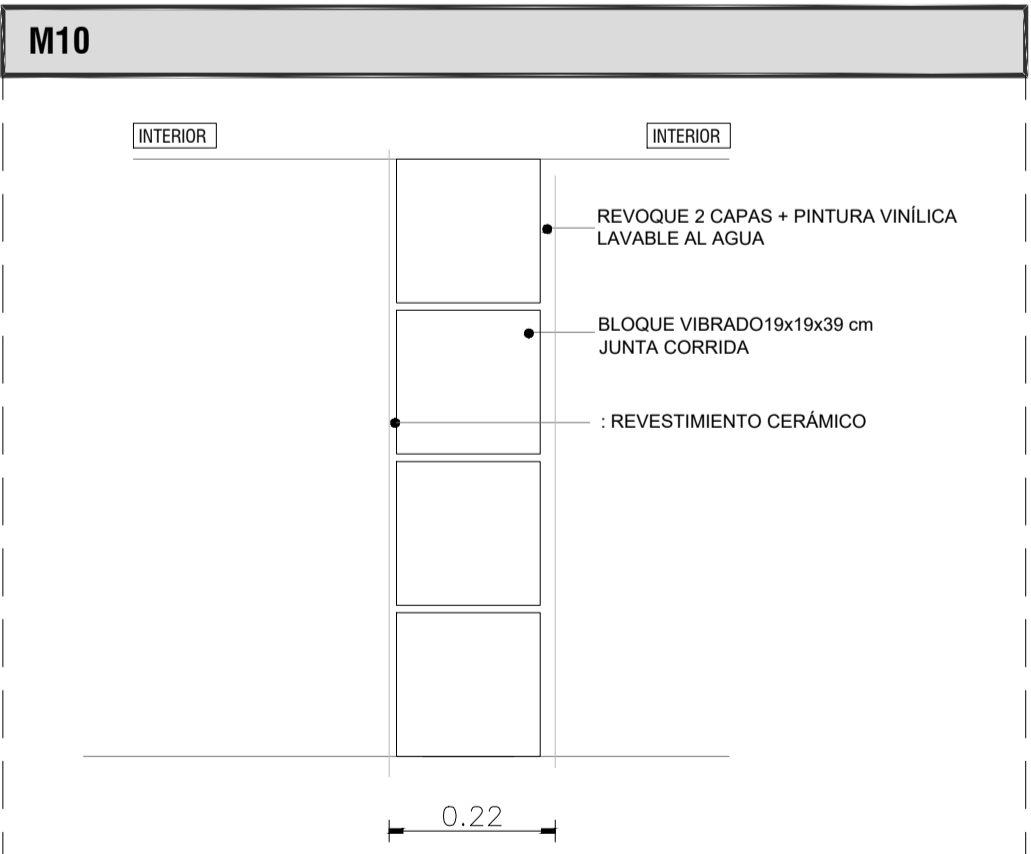 M10
INTERIOR
INTERIOR
REVOQUE 2 CAPAS + PINTURA VINÍLICA
LAVABLE AL AGUA
BLOQUE VIBRADO19x19x39 cm
JUNTA CORRIDA
: REVESTIMIENTO CERÁMICO
0.22